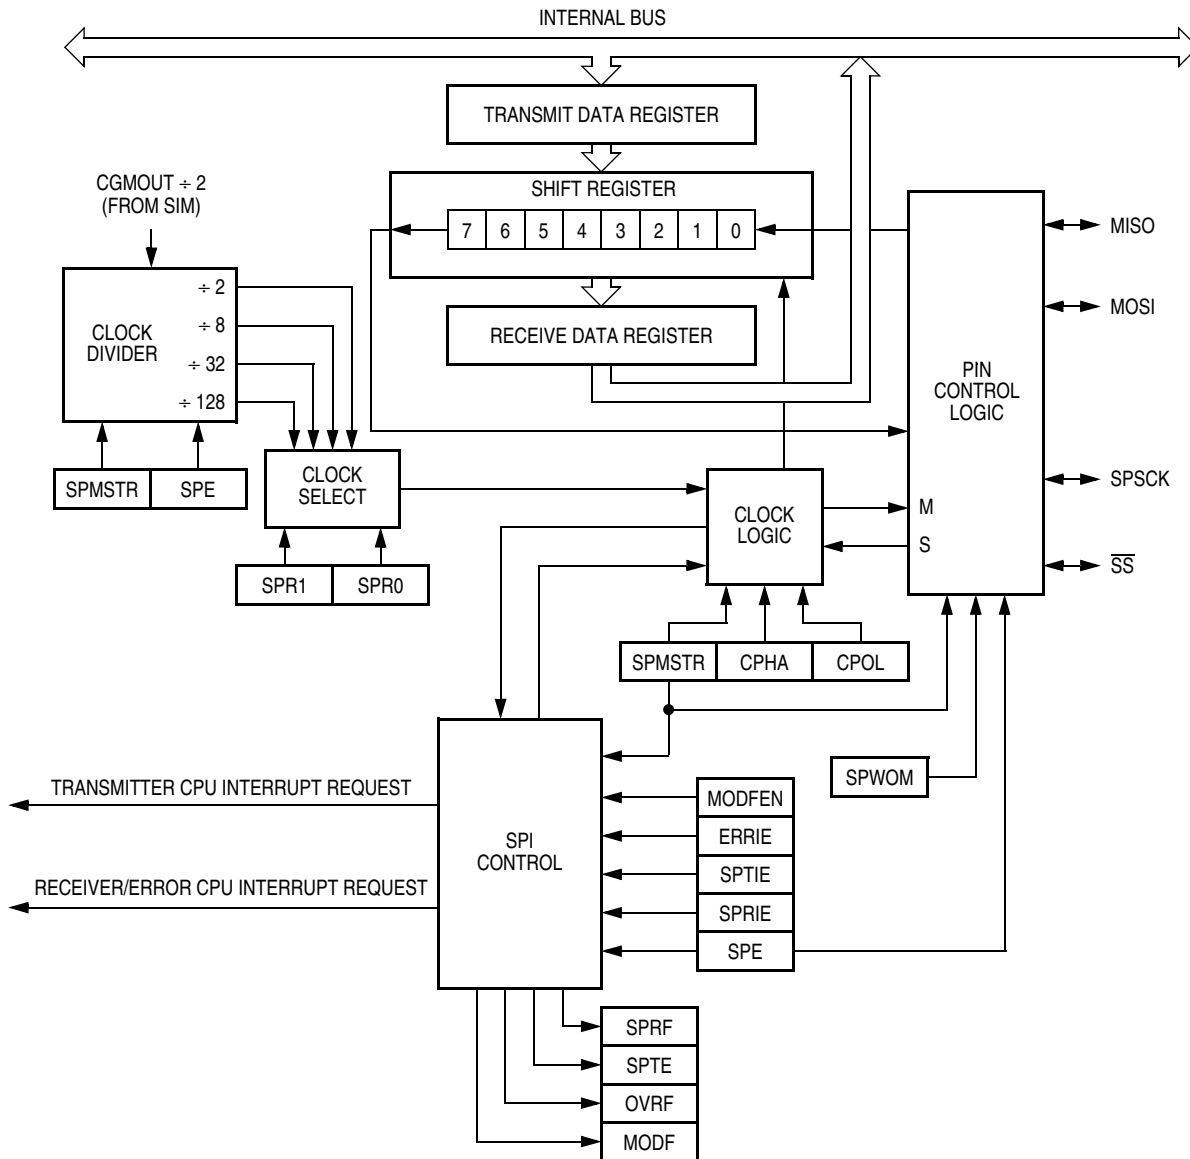 INTERNAL BUS
TRANSMIT DATA REGISTER
CGMOUT ÷ 2
(FROM SIM)
SHIFT REGISTER
7 6 5 4 3 2 1 0
MISO
÷ 2
÷ 8
÷ 32
÷ 128
CLOCK
DIVIDER
RECEIVE DATA REGISTER
MOSI
PIN
CONTROL
LOGIC
SPMSTR SPE
CLOCK
SELECT
CLOCK
LOGIC
M
S
SPSCK
SS
SPR1 SPR0
SPMSTR CPHA CPOL
SPWOM
TRANSMITTER CPU INTERRUPT REQUEST
RECEIVER/ERROR CPU INTERRUPT REQUEST
SPI
CONTROL
MODFEN
ERRIE
SPTIE
SPRIE
SPE
SPRF
SPTE
OVRF
MODF